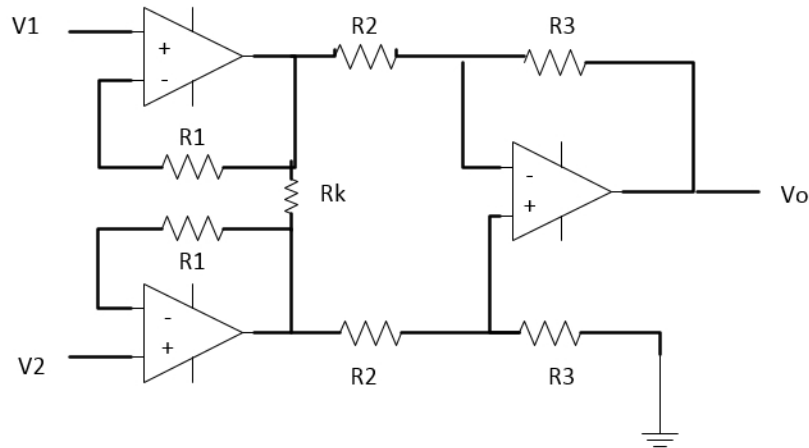 V1
+
-
R2
R3
R1
Rk
-
+
Vo
R1
-
+
V2
R2
R3